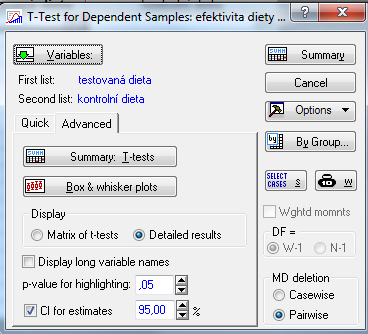 T-Test for Dependent Samples: efektivita diety ...
Variables:
First list: testovaná dieta
Second list: kontrolní dieta
Quick Advanced
Summary: T-tests
Box & whisker plots
Display
Matrix of t-tests Detailed results
Display long variable names
p-value for highlighting: ,05
CI for estimates 95,00 %
Summary
Cancel
Options
By Group...
SELECT CASES S W
Wghtd momnts
DF =
W-1 N-1
MD deletion
Casewise
Pairwise